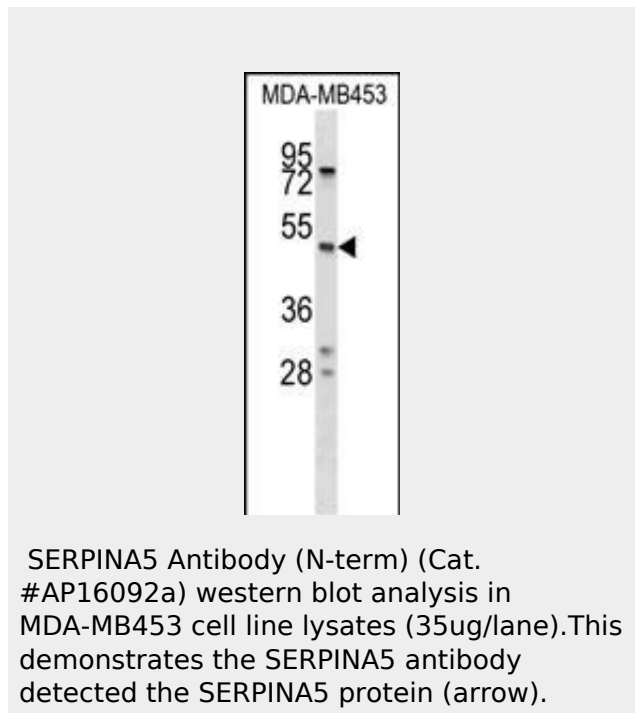 MDA-MB453
95
72
55
36
28
SERPINA5 Antibody (N-term) (Cat.
#AP16092a) western blot analysis in
MDA-MB453 cell line lysates (35ug/lane).This
demonstrates the SERPINA5 antibody
detected the SERPINA5 protein (arrow).